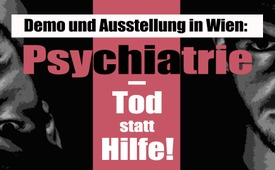 Demo und Ausstellung in Wien:
Psychiatrie
–
Tod
statt
Hilfe!